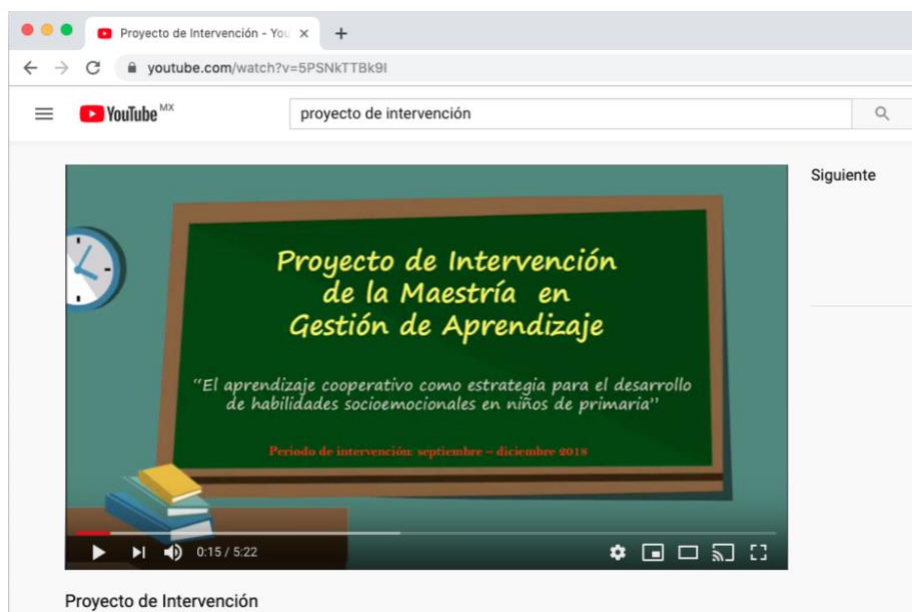 Proyecto de Intervención - You
youtube.com/watch?v=5PSNkTTBk9I
YouTube MX
proyecto de intervención
Siguiente
Proyecto de Intervención
de la Maestría en
Gestión de Aprendizaje
“El aprendizaje cooperativo como estrategia para el desarrollo
de habilidades socioemocionales en niños de primaria”
Periodo de intervención: septiembre – diciembre 2018
0:15 / 5:22
Proyecto de Intervención